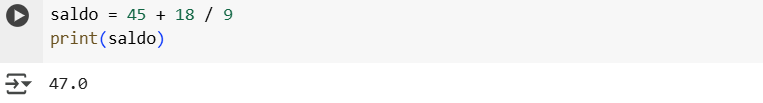 saldo = 45 + 18 / 9
print(saldo)
47.0